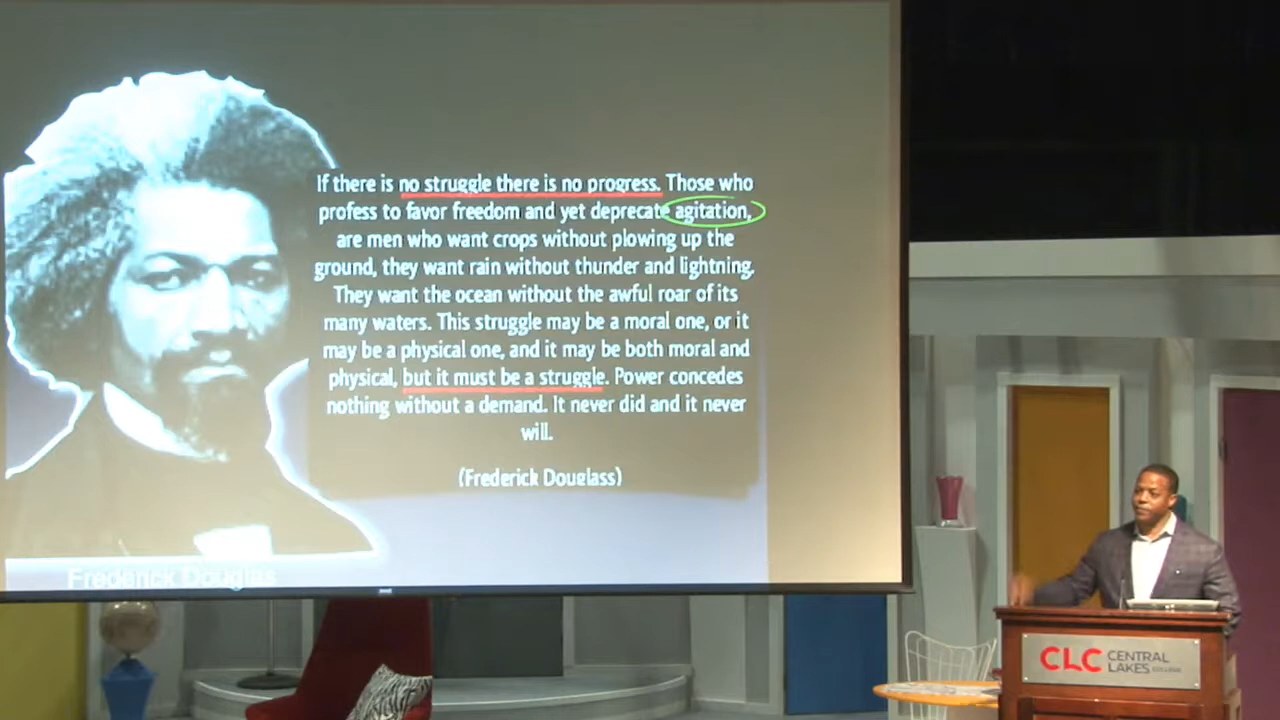 If there is no struggle there is no progress. Those who
profess to favor freedom and yet deprecate agitation,
are men who want crops without plowing up the
ground, they want rain without thunder and lightning.
They want the ocean without the awful roar of its
many waters. This struggle may be a moral one, or it
may be a physical one, and it may be both moral and
physical, but it must be a struggle. Power concedes
nothing without a demand. It never did and it never
will.
(Frederick Douglass)
Frederick Douglas
CLC CENTRAL
LAKES COLLEGE